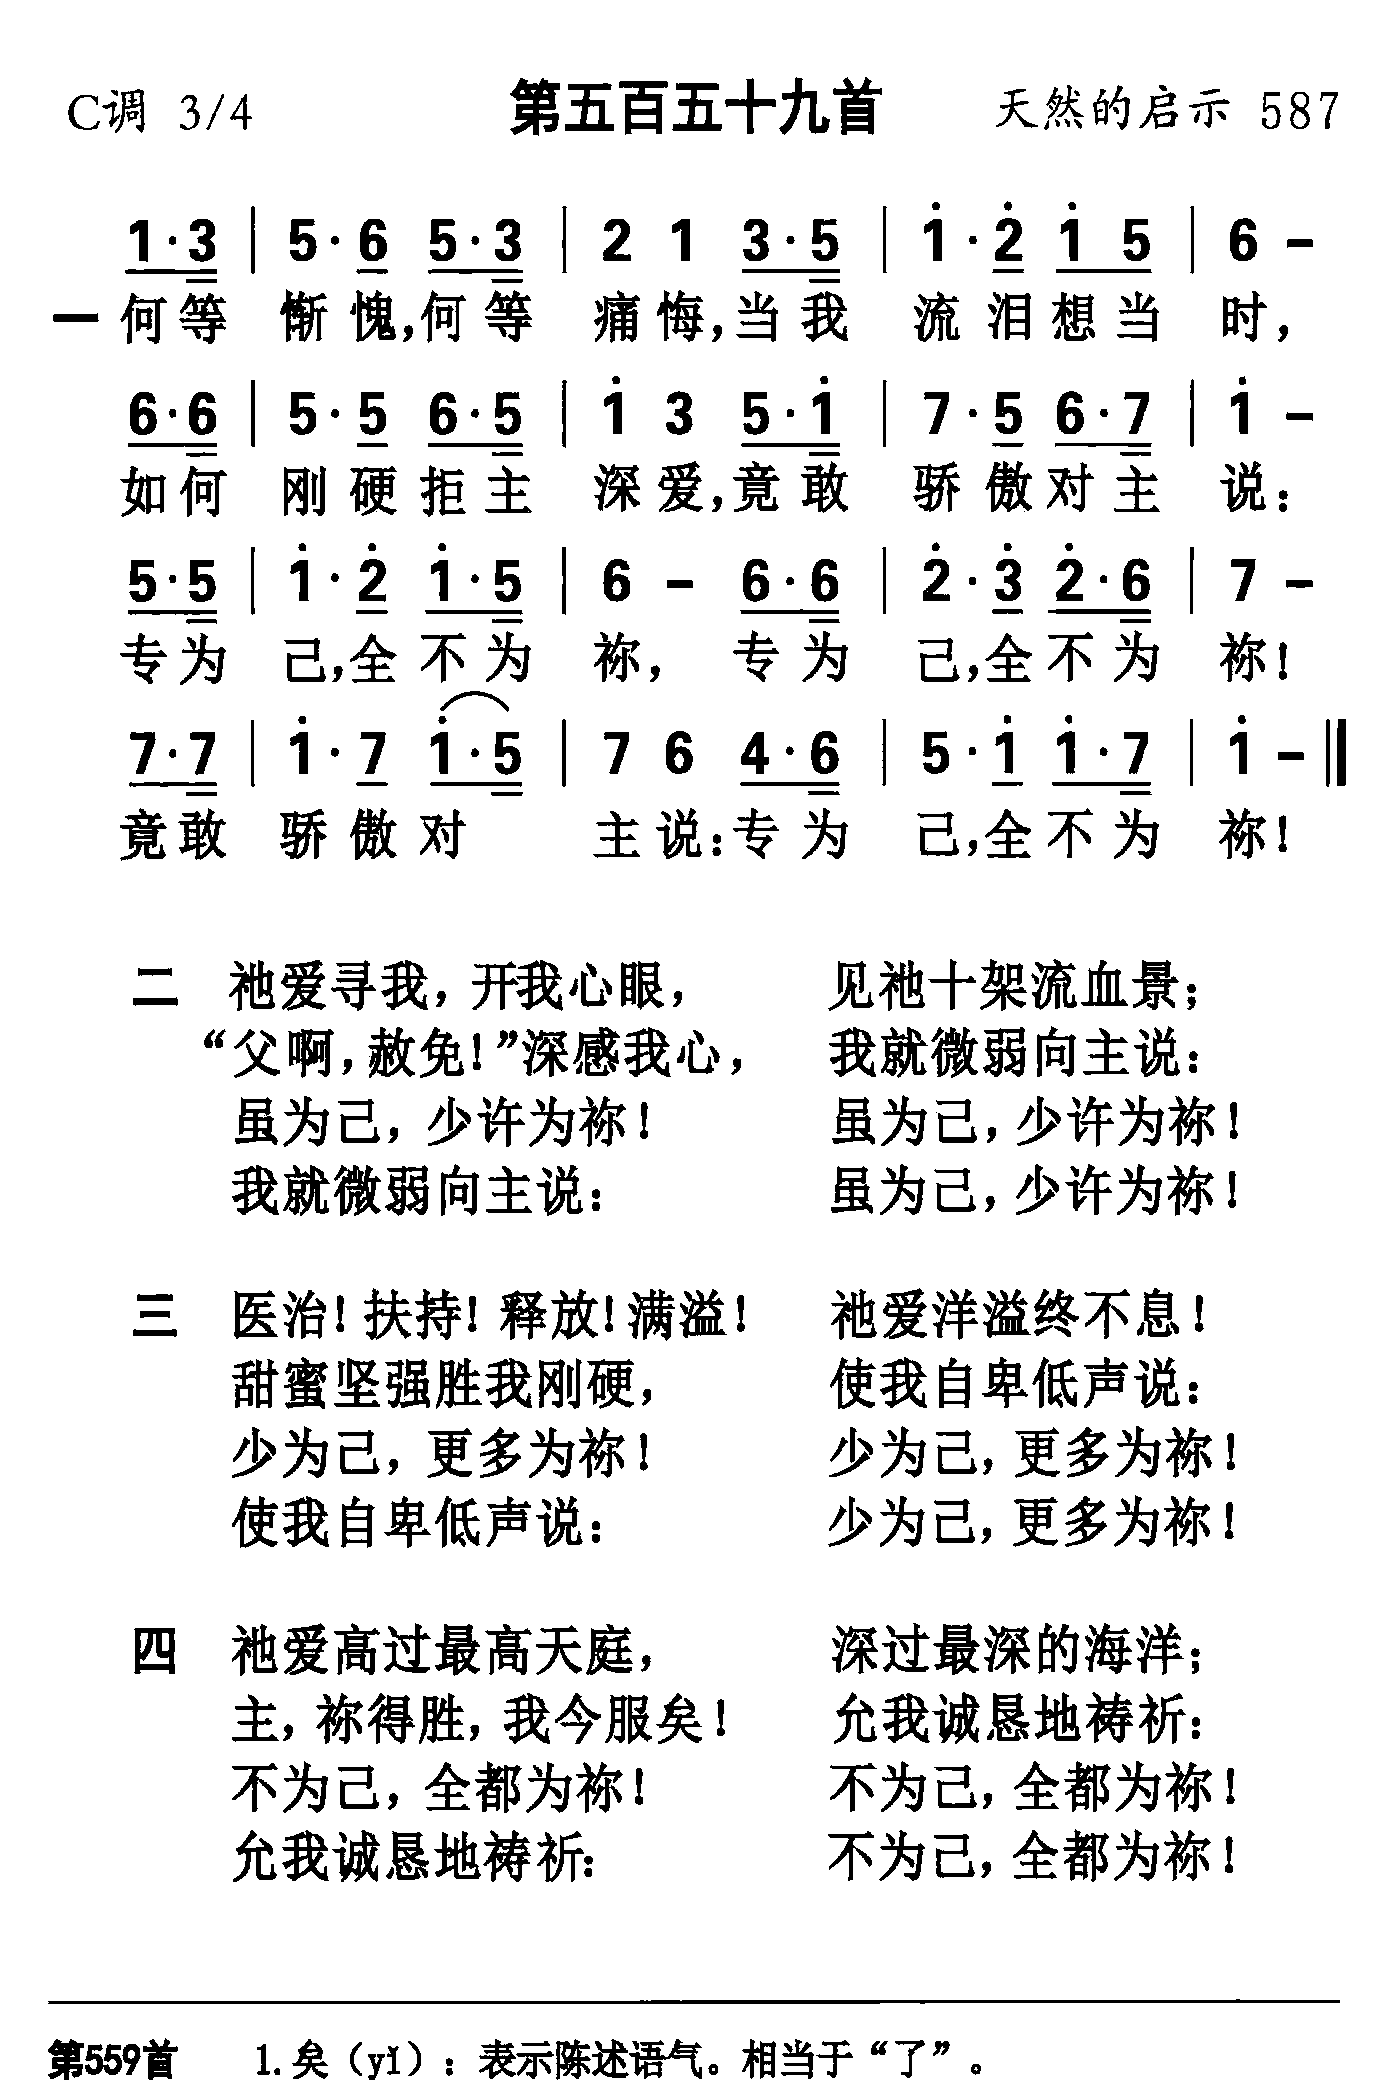 C调 3/4 第五百五十九首 天然的启示 587
1·3 | 5·6 5·3 | 2 1 3·5 | 1̇·2̇ 1̇ 5 | 6 –
一 何等 惭愧,何等 痛悔,当我 流泪想当 时,
6·6 | 5·5 6·5 | 1̇ 3 5·1̇ | 7·5 6·7 | 1̇ –
如何 刚硬拒主 深爱,竟敢 骄傲对主 说:
5·5 | 1̇·2̇ 1̇·5 | 6 – 6·6 | 2̇·3̇ 2̇·6 | 7 –
专为 己,全不为 祢, 专为 己,全不为 祢!
7·7 | 1̇·7 1̇·5 | 7 6 4·6 | 5·1̇ 1̇·7 | 1̇ – ‖
竟敢 骄傲对 主说:专为 己,全不为 祢!
二 祂爱寻我, 开我心眼, 见祂十架流血景;
“父啊, 赦免!”深感我心, 我就微弱向主说:
虽为己, 少许为祢! 虽为己, 少许为祢!
我就微弱向主说: 虽为己, 少许为祢!
三 医治! 扶持! 释放! 满溢! 祂爱洋溢终不息!
甜蜜坚强胜我刚硬, 使我自卑低声说:
少为己, 更多为祢! 少为己, 更多为祢!
使我自卑低声说: 少为己, 更多为祢!
四 祂爱高过最高天庭, 深过最深的海洋;
主, 祢得胜, 我今服矣! 允我诚恳地祷祈:
不为己, 全都为祢! 不为己, 全都为祢!
允我诚恳地祷祈: 不为己, 全都为祢!
第559首 1.矣（yǐ）: 表示陈述语气。相当于“了”。